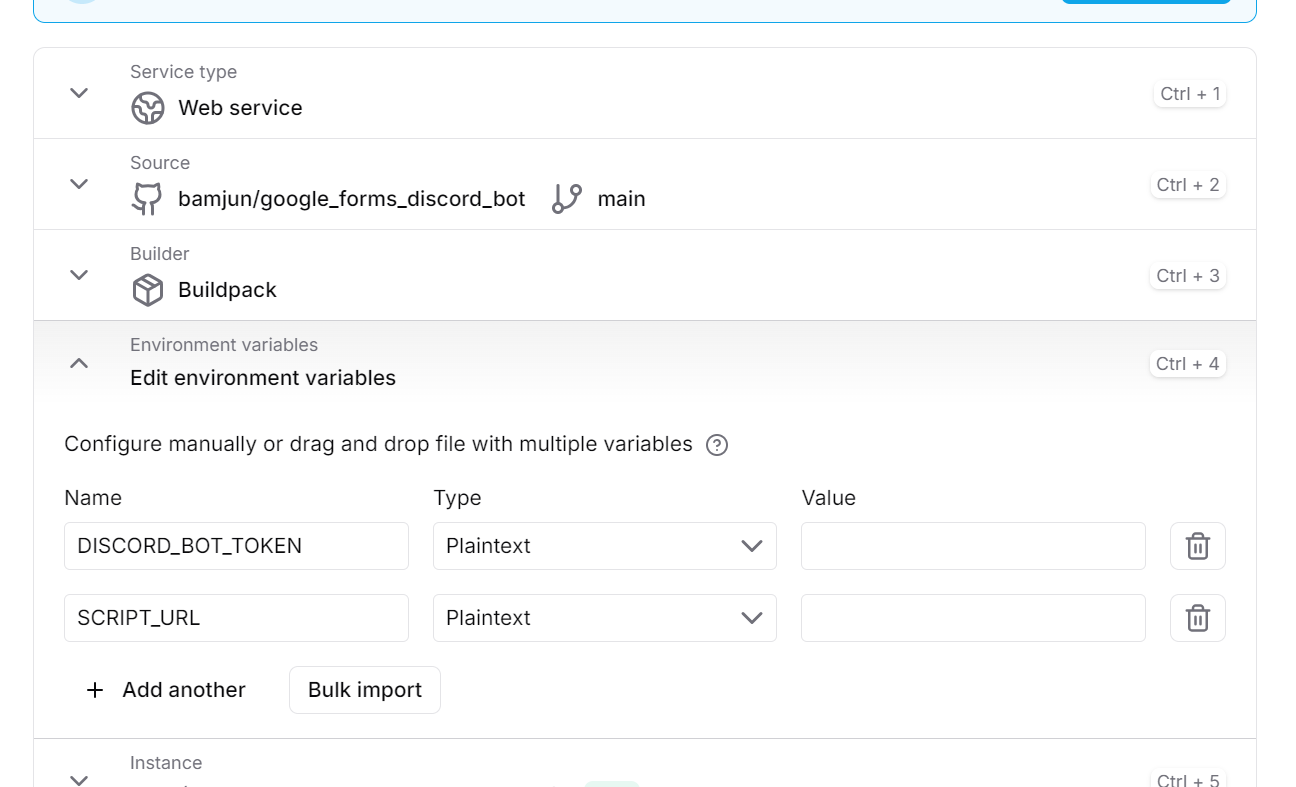 Service type
Web service
Ctrl + 1
Source
bamjun/google_forms_discord_bot main
Ctrl + 2
Builder
Buildpack
Ctrl + 3
Environment variables
Edit environment variables
Ctrl + 4
Configure manually or drag and drop file with multiple variables
Name Type Value
DISCORD_BOT_TOKEN Plaintext
SCRIPT_URL Plaintext
+ Add another Bulk import
Instance
Ctrl + 5